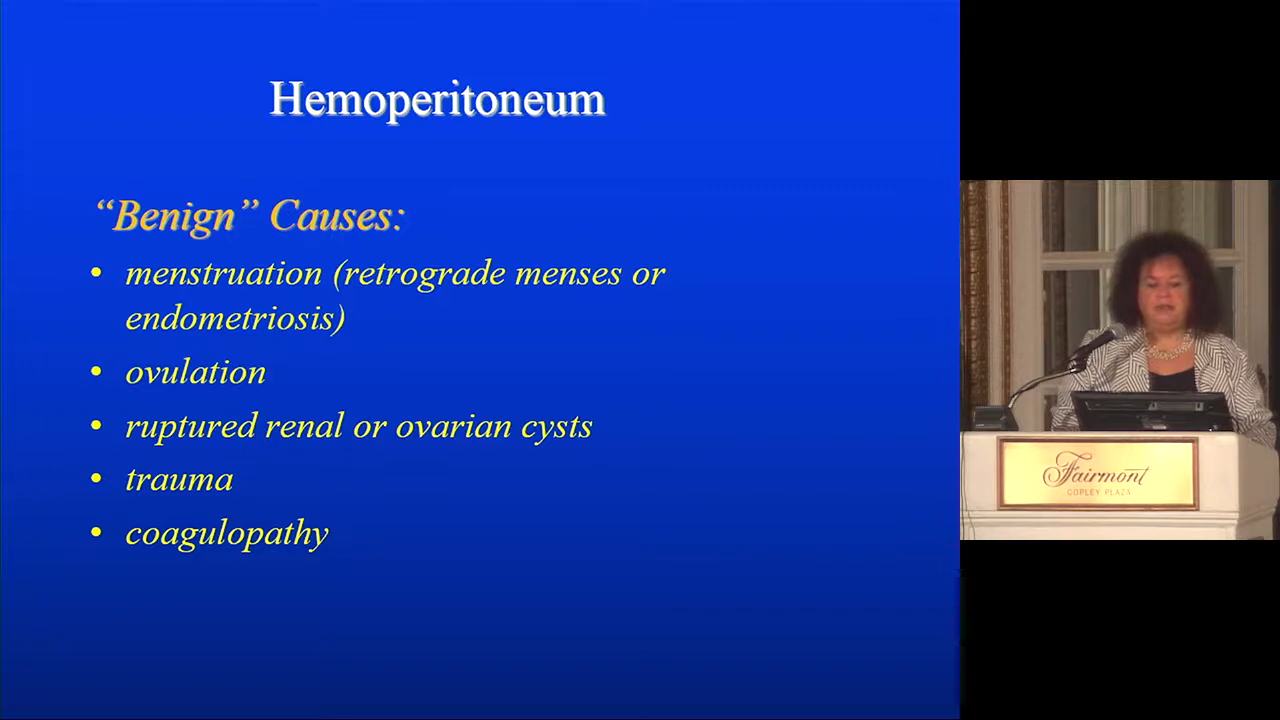 Hemoperitoneum
“Benign” Causes:
• menstruation (retrograde menses or
endometriosis)
• ovulation
• ruptured renal or ovarian cysts
• trauma
• coagulopathy
Fairmont
COPLEY PLAZA